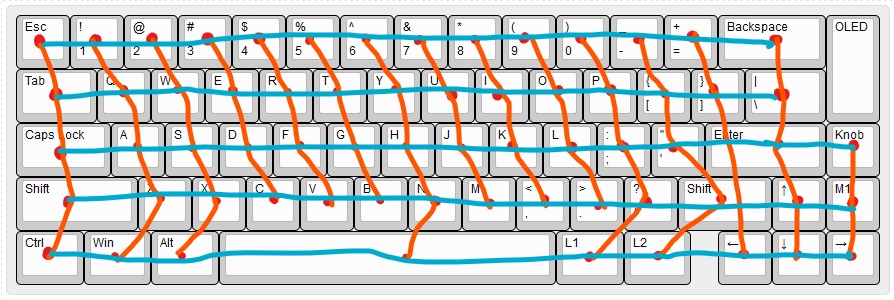 Esc ! @ # $ % ^ & * ( ) _ + Backspace OLED
1 2 3 4 5 6 7 8 9 0 - =
Tab Q W E R T Y U I O P { } |
[ ] \
Caps Lock A S D F G H J K L : " Enter Knob
; '
Shift Z X C V B N M < > ? Shift ↑ M1
, .
Ctrl Win Alt L1 L2 ← ↓ →